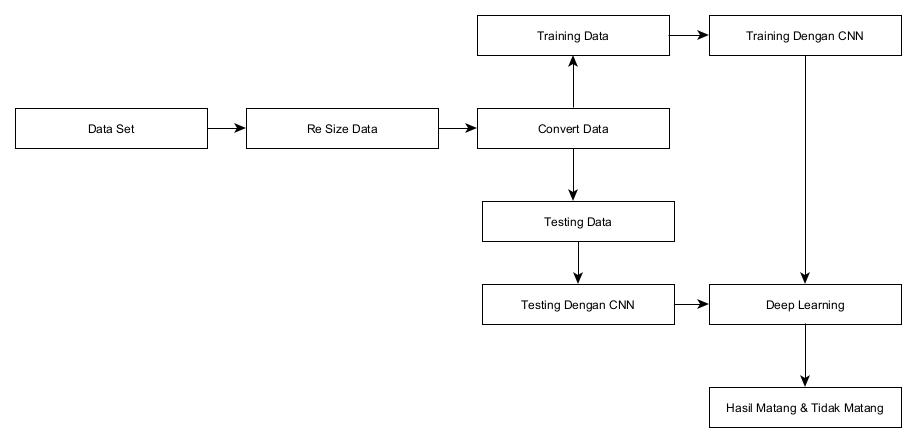 Training Data
Training Dengan CNN
Data Set
Re Size Data
Convert Data
Testing Data
Testing Dengan CNN
Deep Learning
Hasil Matang & Tidak Matang